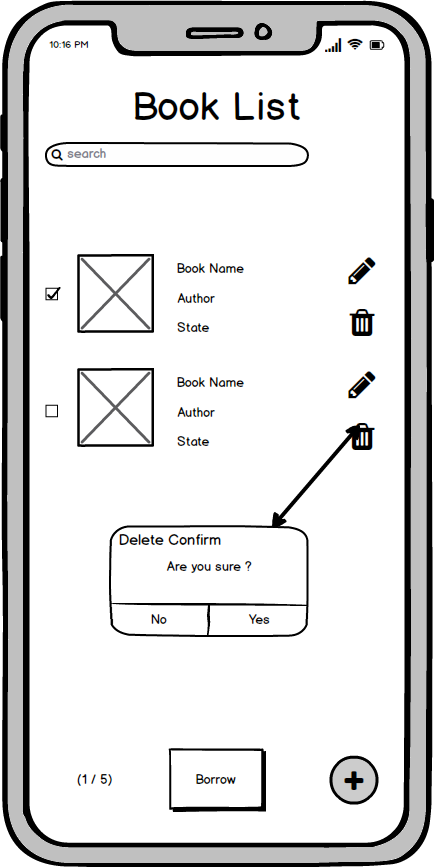 10:16 PM
Book List
search
Book Name
Author
State
Book Name
Author
State
Delete Confirm
Are you sure ?
No Yes
(1 / 5) Borrow